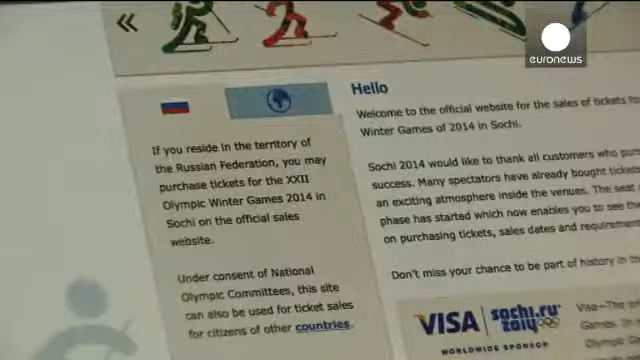 «
euronews
If you reside in the territory of
the Russian Federation, you may
purchase tickets for the XXII
Olympic Winter Games 2014 in
Sochi on the official sales
website.
Under consent of National
Olympic Committees, this site
can also be used for ticket sales
for citizens of other countries.
Hello
Welcome to the official website for the sales of tickets
Winter Games of 2014 in Sochi.
Sochi 2014 would like to thank all customers who
success. Many spectators have already bought
an exciting atmosphere inside the venues. The seat
phase has started which now enables you to see
on purchasing tickets, sales dates and
Don't miss your chance to be part of history in
VISA sochi.ru 2014
WORLDWIDE SPONSOR
Visa—The
Games. In
Olympic